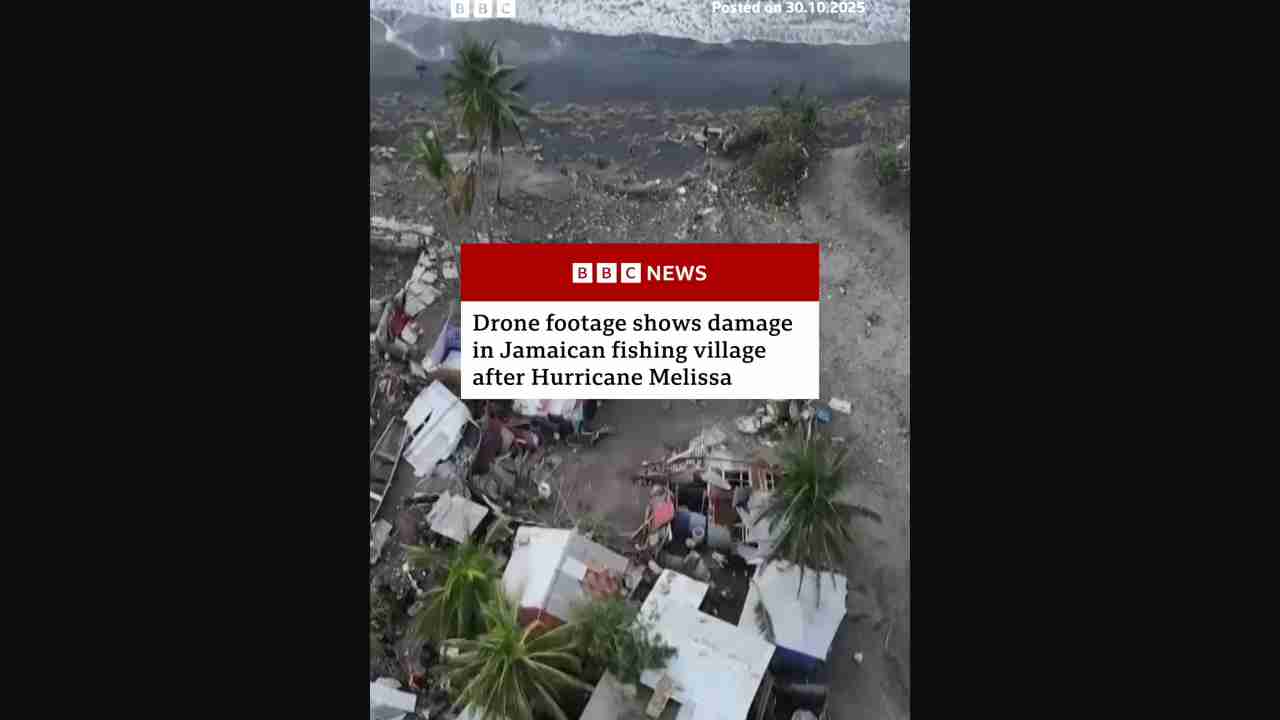 BBC
Posted on 30.10.2025
BBC NEWS
Drone footage shows damage
in Jamaican fishing village
after Hurricane Melissa